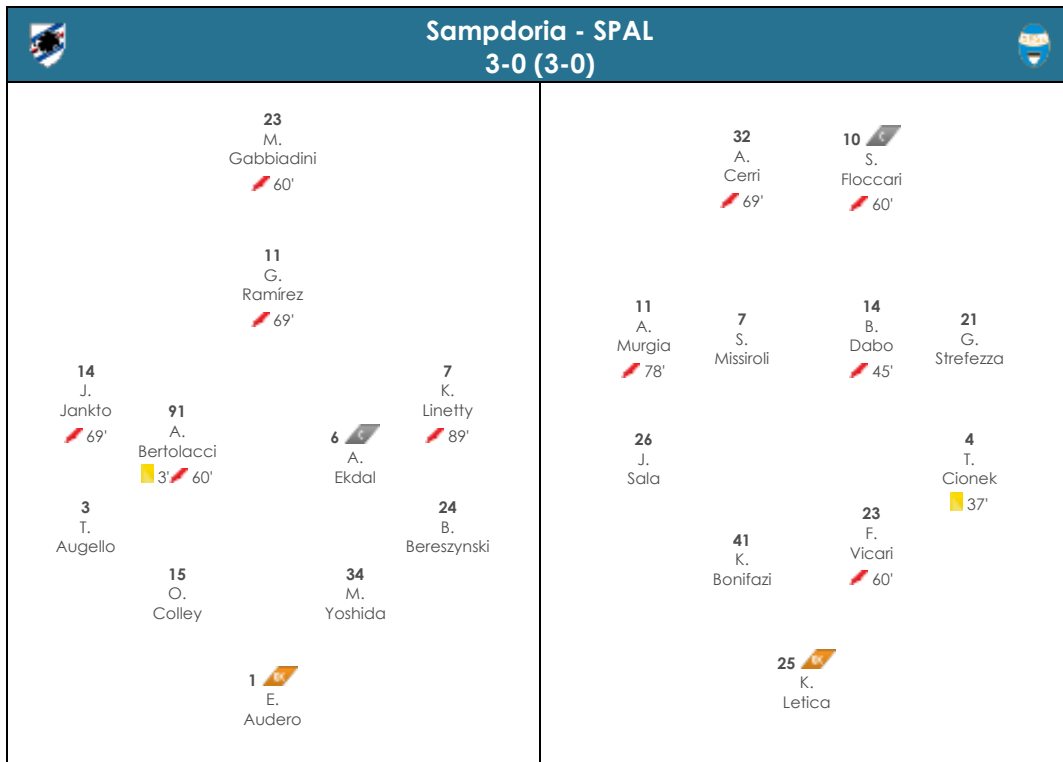 Sampdoria - SPAL
3-0 (3-0)
23
M.
Gabbiadini
60'
11
G.
Ramírez
69'
14
J.
Jankto
69'
91
A.
Bertolacci
3' 60'
6 C
A.
Ekdal
7
K.
Linetty
89'
3
T.
Augello
24
B.
Bereszynski
15
O.
Colley
34
M.
Yoshida
1 GK
E.
Audero
32
A.
Cerri
69'
10 C
S.
Floccari
60'
11
A.
Murgia
78'
7
S.
Missiroli
14
B.
Dabo
45'
21
G.
Strefezza
26
J.
Sala
4
T.
Cionek
37'
41
K.
Bonifazi
23
F.
Vicari
60'
25 GK
K.
Letica